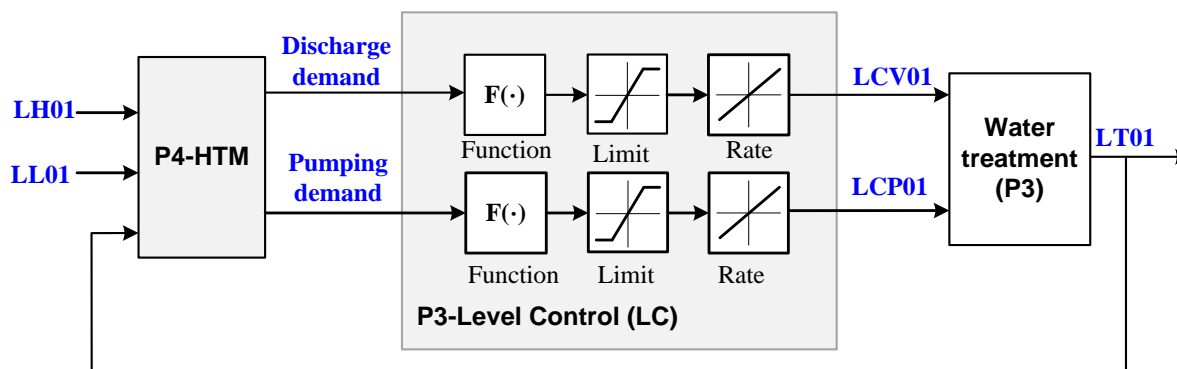 LH01
LL01
P4-HTM
Discharge
demand
Pumping
demand
F(·)
Function
Limit
Rate
F(·)
Function
Limit
Rate
P3-Level Control (LC)
LCV01
LCP01
Water
treatment
(P3)
LT01